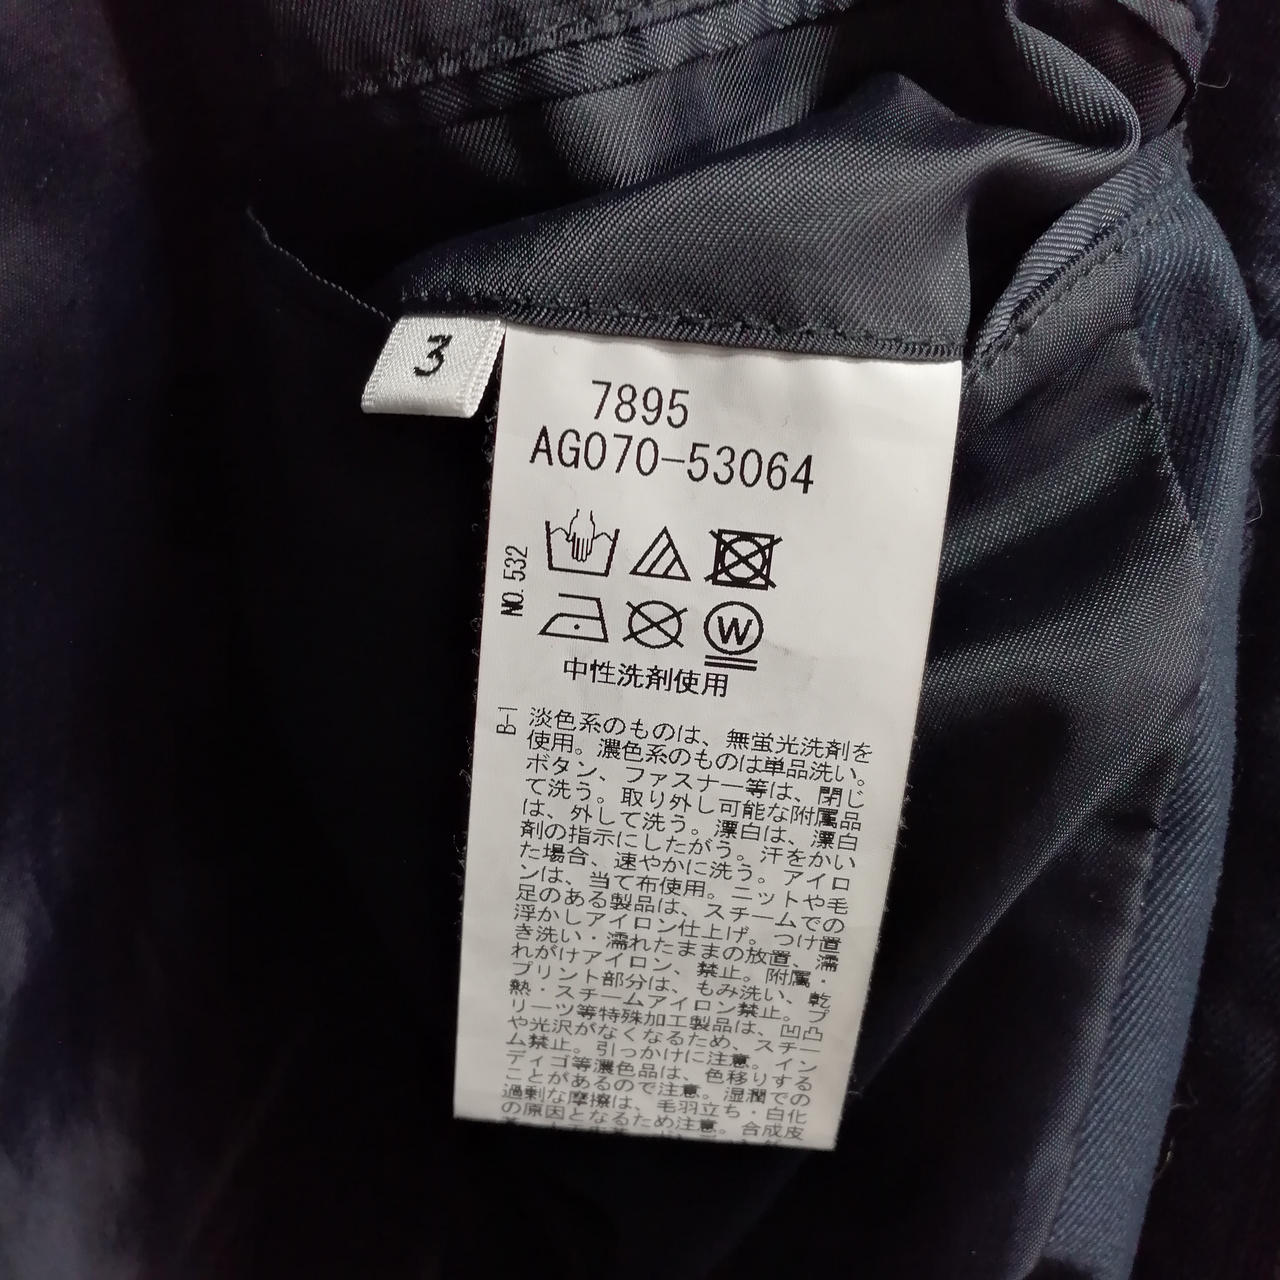 3
7895
AG070-53064
NO.532
W
中性洗剤使用
B-1
淡色系のものは、無蛍光洗剤を
使用。濃色系のものは単品洗い。
ボタン、ファスナー等は、閉じ
て洗う。取り外し可能な附属品
は、外して洗う。漂白は、漂白
剤の指示にしたがう。汗をかい
た場合、速やかに洗う。アイロ
ンは、当て布使用。ニットや毛
足のある製品は、スチームでの
浮かしアイロン仕上げ。つけ置
き洗い・濡れたままの放置、濡
れがけアイロン、禁止。附属・
プリント部分は、もみ洗い、乾
熱・スチームアイロン禁止。プ
リーツ等特殊加工製品は、凹凸
や光沢がなくなるため、スチー
ム禁止。引っかけに注意。イン
ディゴ等濃色品は、色移りする
ことがあるので注意。湿潤での
過剰な摩擦は、毛羽立ち・白化
の原因となるため注意。合成皮